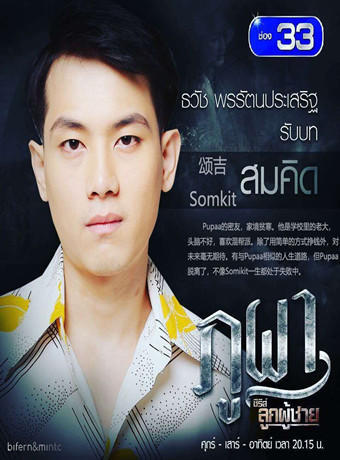 ช่อง 33
ธวัช พรรัตนประเสริฐ
รับบท
颂吉
Somkit
สมคิด
Pupaa的密友，家境贫寒。他是学校里的老大，
头脑不好，喜欢混帮派。除了用简单的方式挣钱外，对
未来毫无期待。有与Pupaa相似的人生道路，但Pupaa
脱离了，不像Somikit一生都处于失败中。
ภูผา
ซีรีส์
ลูกผู้ชาย
ศุกร์ - เสาร์ - อาทิตย์ เวลา 20.15 น.
bifern&mintc